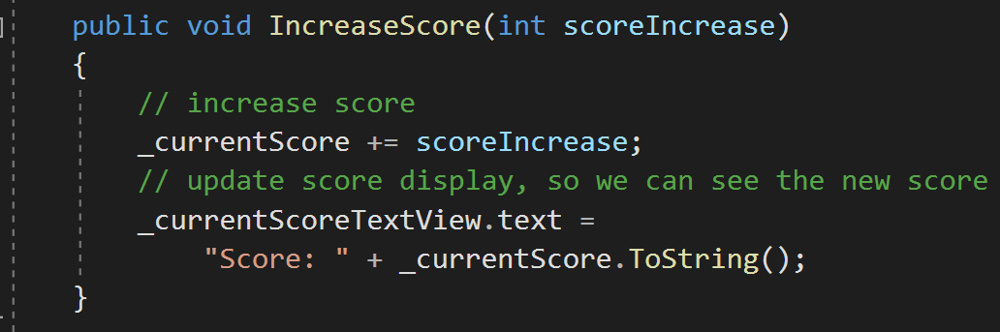 public void IncreaseScore(int scoreIncrease)
{
// increase score
_currentScore += scoreIncrease;
// update score display, so we can see the new score
_currentScoreTextView.text =
"Score: " + _currentScore.ToString();
}